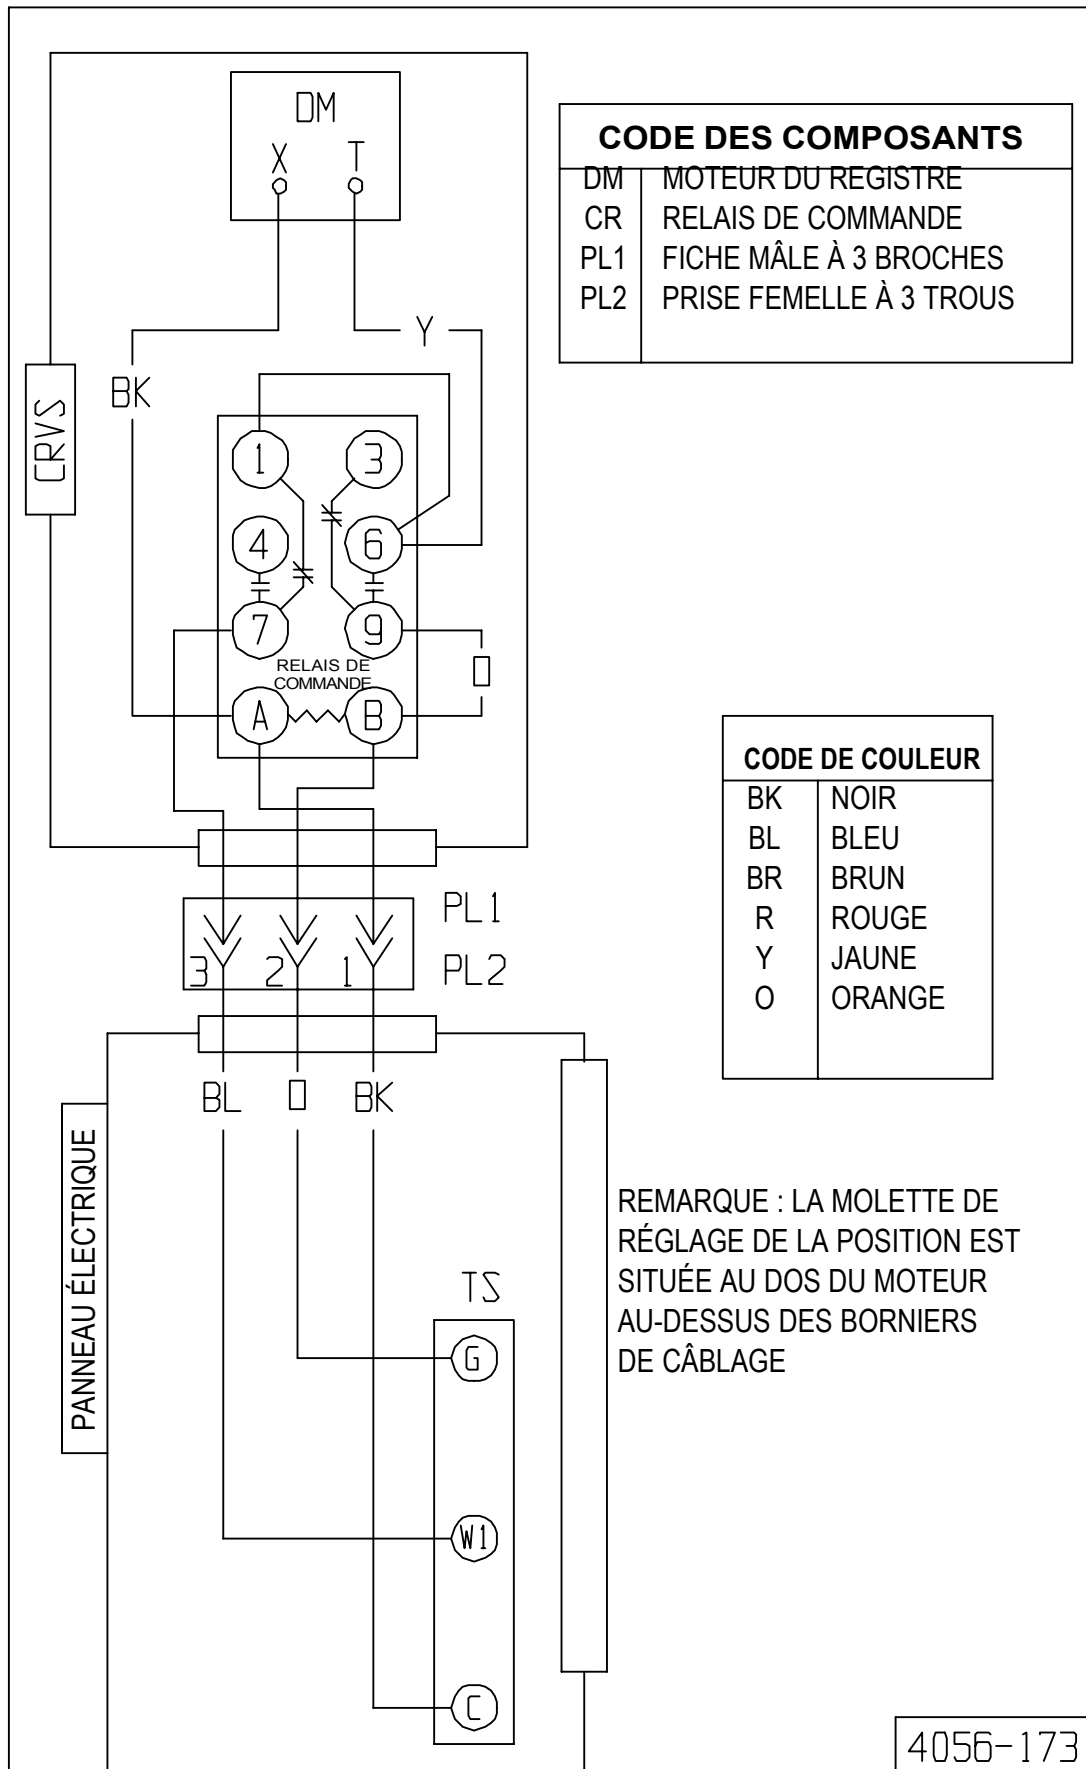 DM
X T
CODE DES COMPOSANTS
DM MOTEUR DU REGISTRE
CR RELAIS DE COMMANDE
PL1 FICHE MÂLE À 3 BROCHES
PL2 PRISE FEMELLE À 3 TROUS
Y
BK
CRVS
1 3
4 6
7 9
O
RELAIS DE
COMMANDE
A B
CODE DE COULEUR
BK NOIR
BL BLEU
BR BRUN
R ROUGE
Y JAUNE
O ORANGE
PL1
3 2 1 PL2
BL O BK
PANNEAU ÉLECTRIQUE
REMARQUE : LA MOLETTE DE
RÉGLAGE DE LA POSITION EST
SITUÉE AU DOS DU MOTEUR
AU-DESSUS DES BORNIERS
DE CÂBLAGE
TS
G
W1
C
4056-173